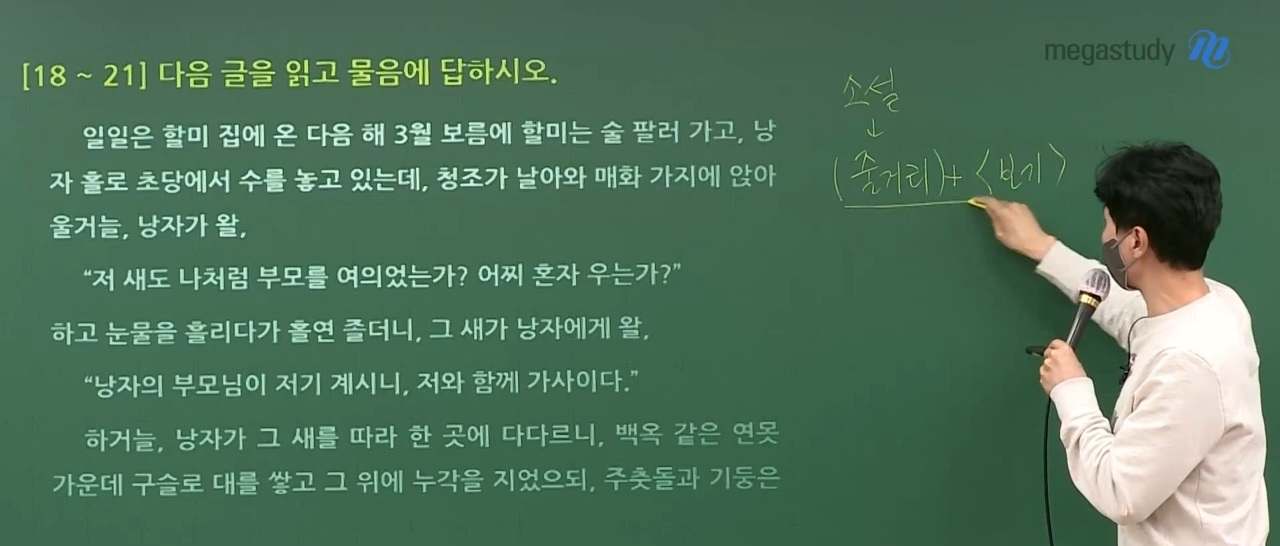 megastudy
[18 ~ 21] 다음 글을 읽고 물음에 답하시오.
일일은 할미 집에 온 다음 해 3월 보름에 할미는 술 팔러 가고, 낭
자 홀로 초당에서 수를 놓고 있는데, 청조가 날아와 매화 가지에 앉아
울거늘, 낭자가 왈,
“저 새도 나처럼 부모를 여의었는가? 어찌 혼자 우는가?”
하고 눈물을 흘리다가 홀연 졸더니, 그 새가 낭자에게 왈,
“낭자의 부모님이 저기 계시니, 저와 함께 가사이다.”
하거늘, 낭자가 그 새를 따라 한 곳에 다다르니, 백옥 같은 연못
가운데 구슬로 대를 쌓고 그 위에 누각을 지었으되, 주춧돌과 기둥은
소설
↓
(줄거리)+<보기>